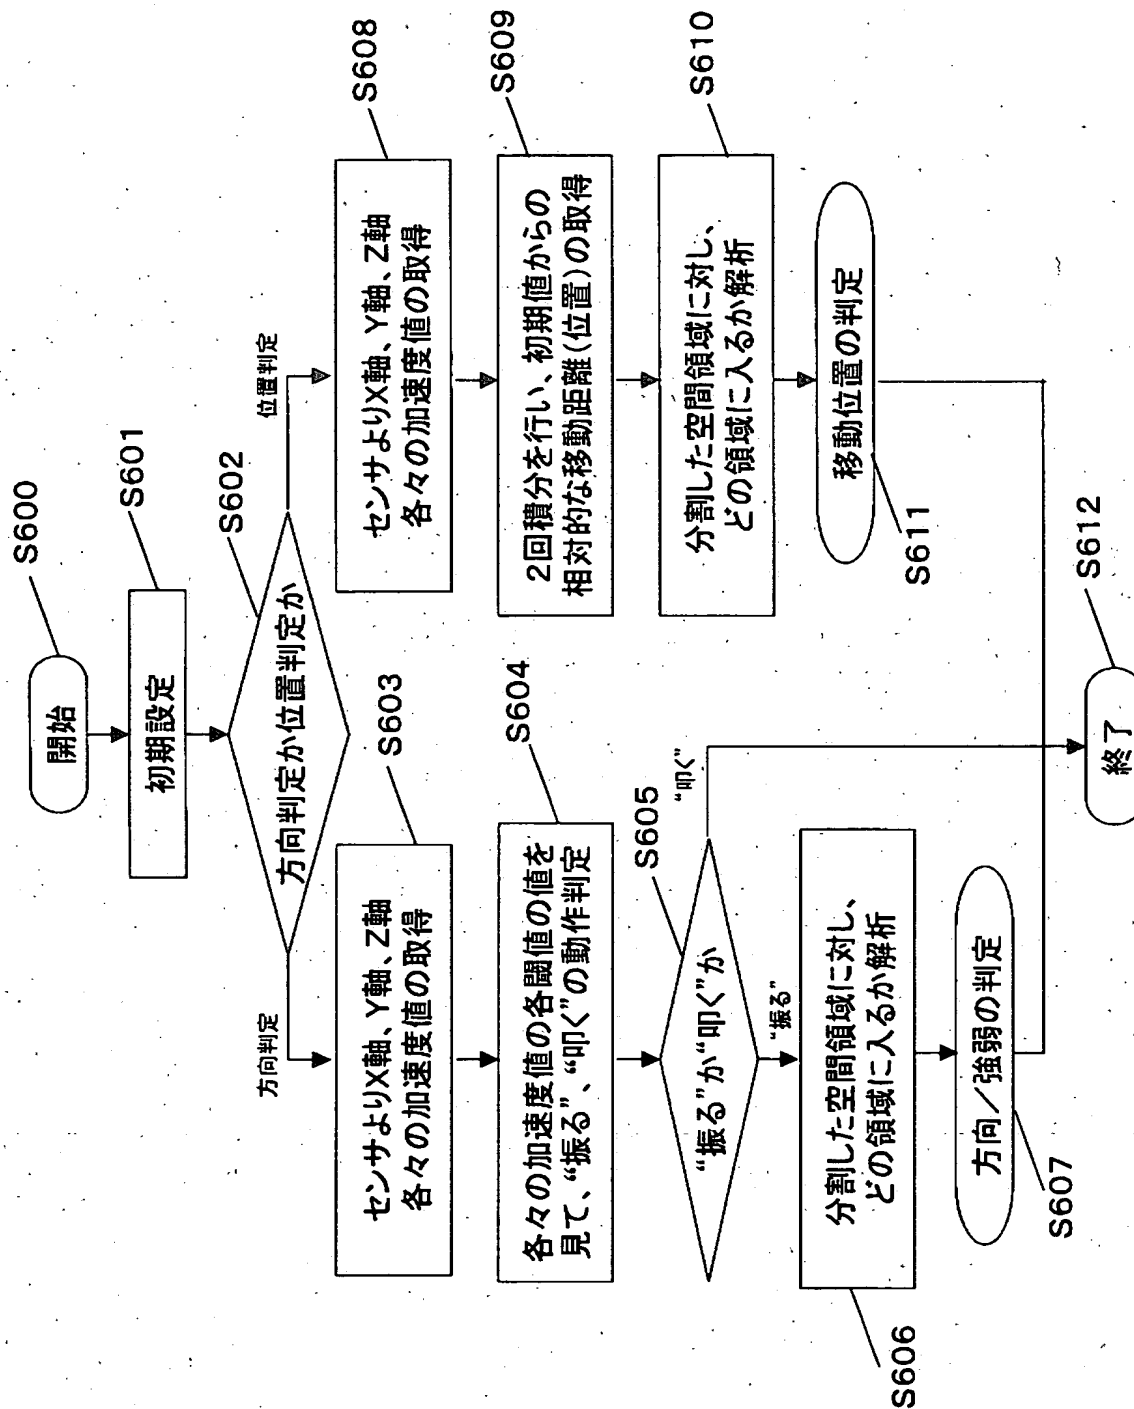 開始
S600
初期設定
S601
方向判定か位置判定か
S602
方向判定
位置判定
センサよりX軸、Y軸、Z軸
各々の加速度値の取得
S603
各々の加速度値の各閾値の値を
見て、“振る”、“叩く”の動作判定
S604
“振る”か“叩く”か
S605
“叩く”
“振る”
分割した空間領域に対し、
どの領域に入るか解析
S606
方向／強弱の判定
S607
センサよりX軸、Y軸、Z軸
各々の加速度値の取得
S608
2回積分を行い、初期値からの
相対的な移動距離(位置)の取得
S609
分割した空間領域に対し、
どの領域に入るか解析
S610
移動位置の判定
S611
終了
S612